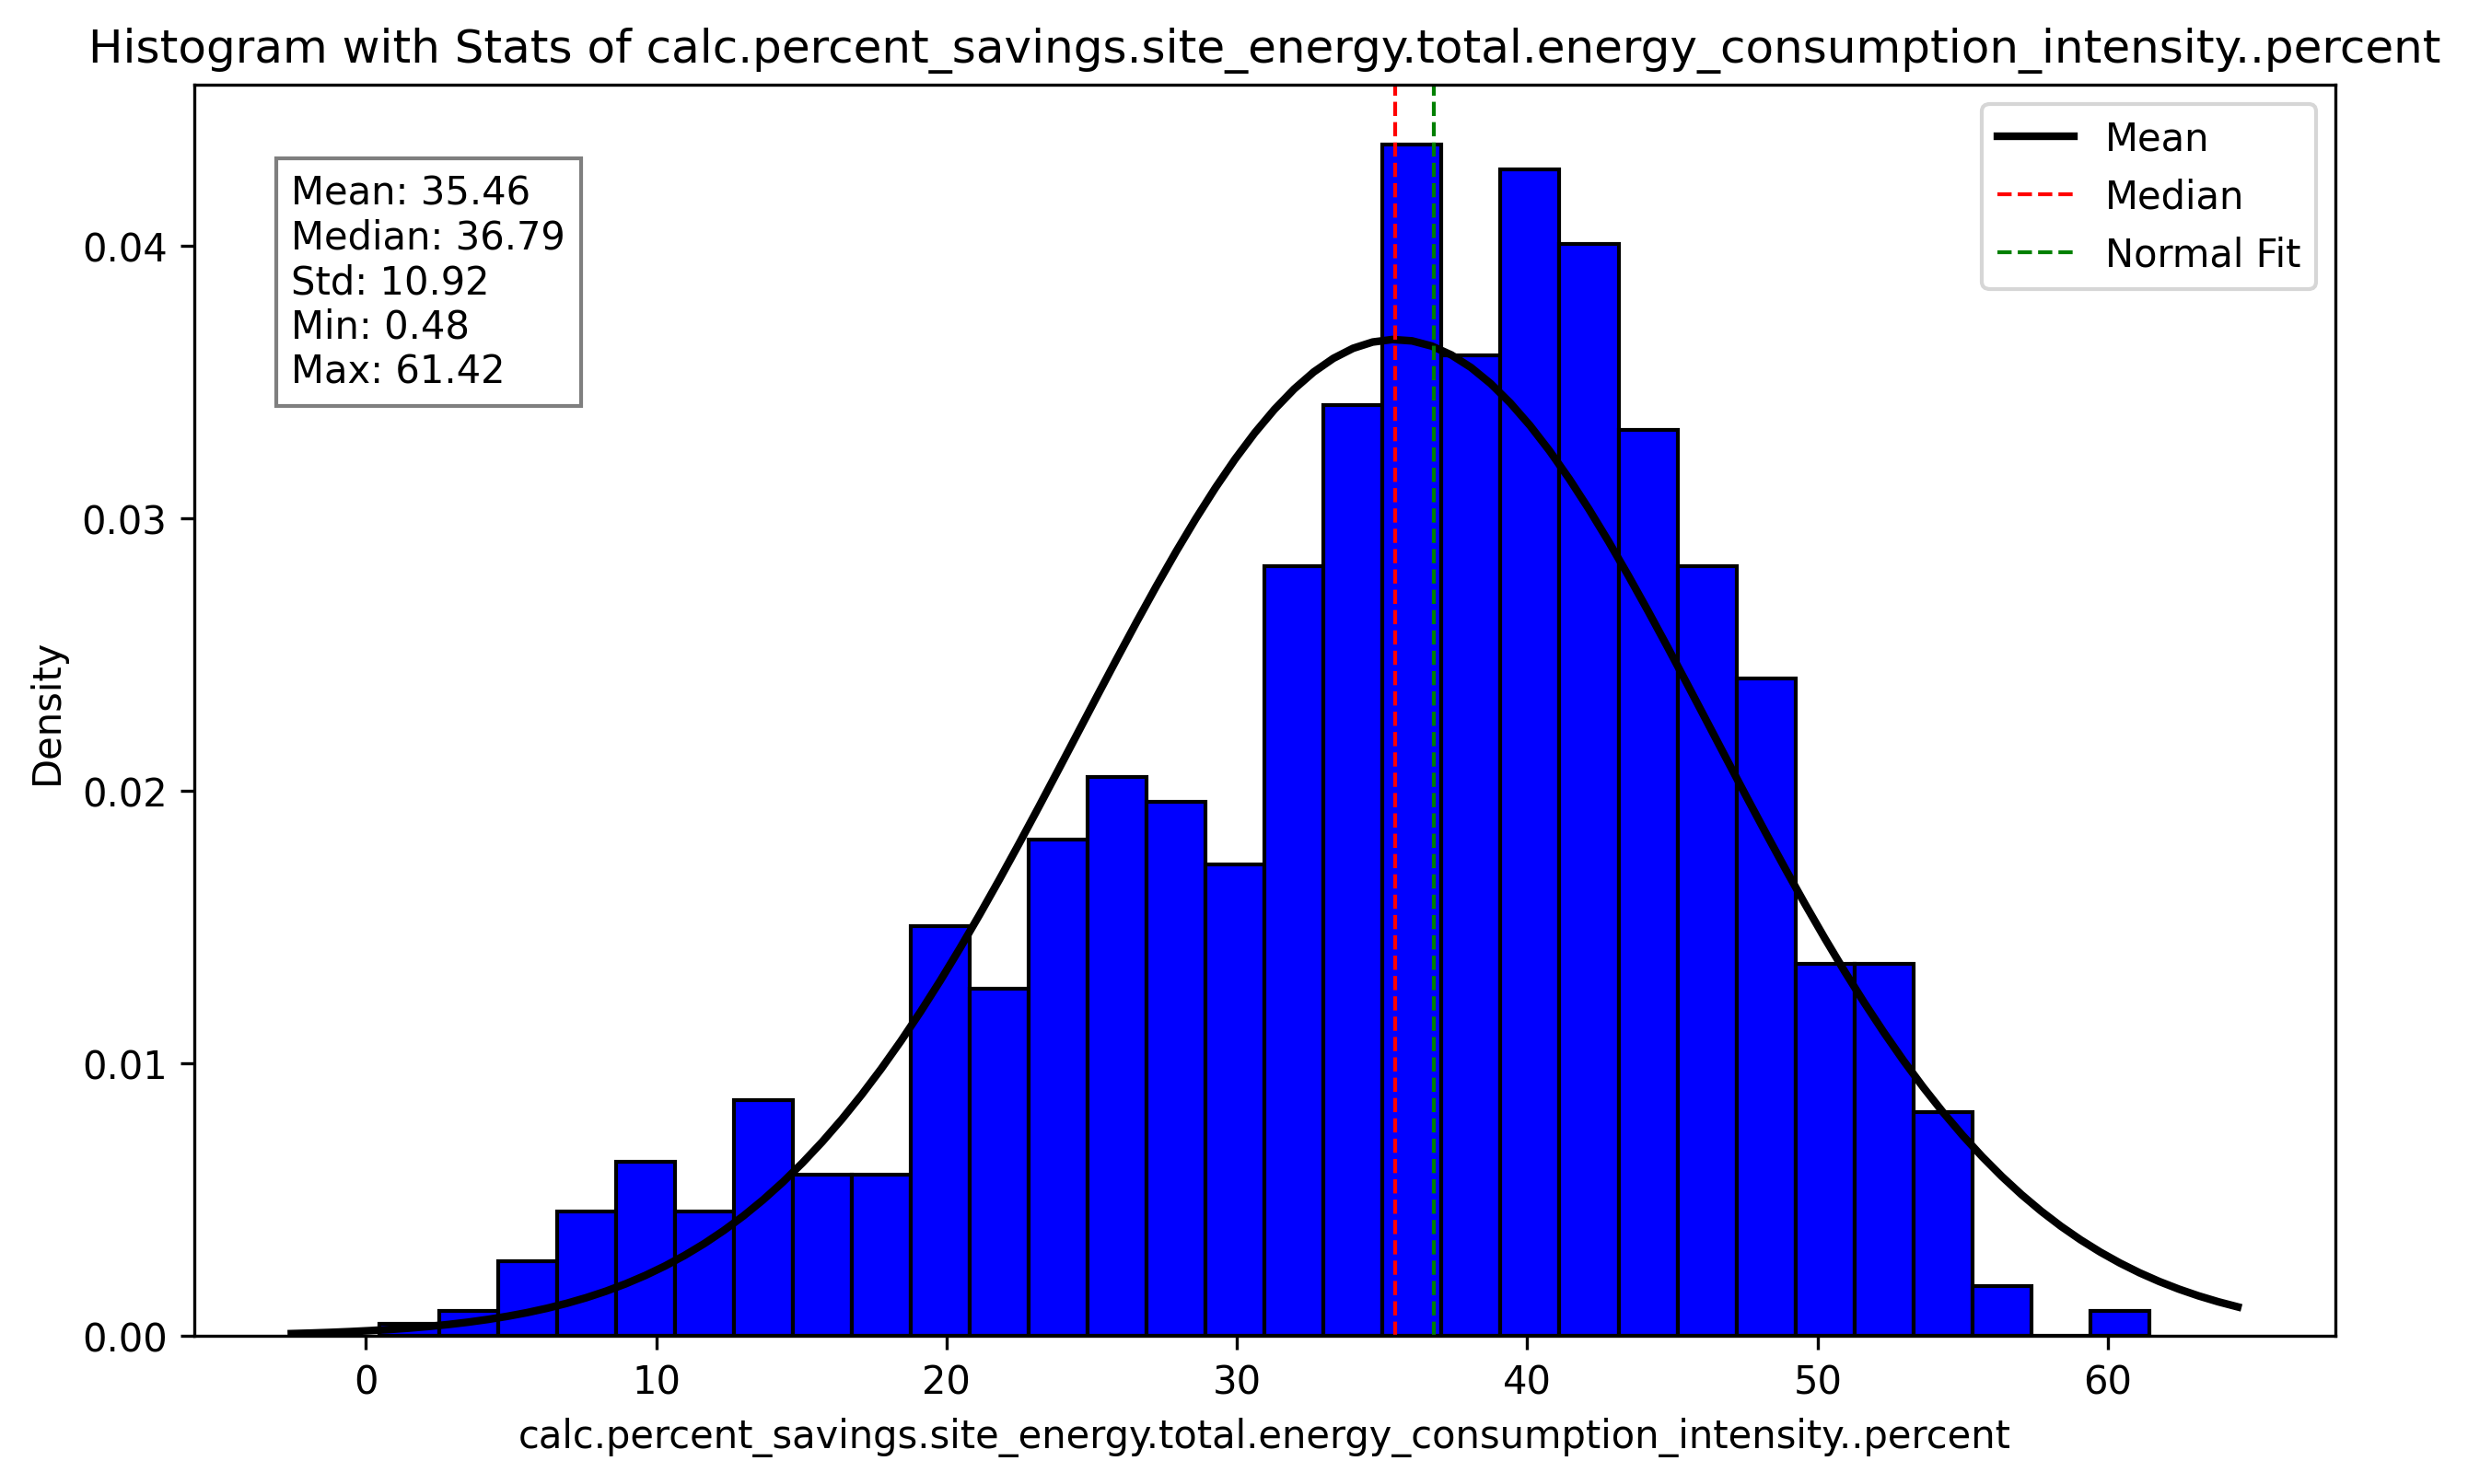 Histogram with Stats of calc.percent_savings.site_energy.total.energy_consumption_intensity..percent
Mean: 35.46
Median: 36.79
Std: 10.92
Min: 0.48
Max: 61.42
Mean
Median
Normal Fit
Density
0.04
0.03
0.02
0.01
0.00
0 10 20 30 40 50 60
calc.percent_savings.site_energy.total.energy_consumption_intensity..percent